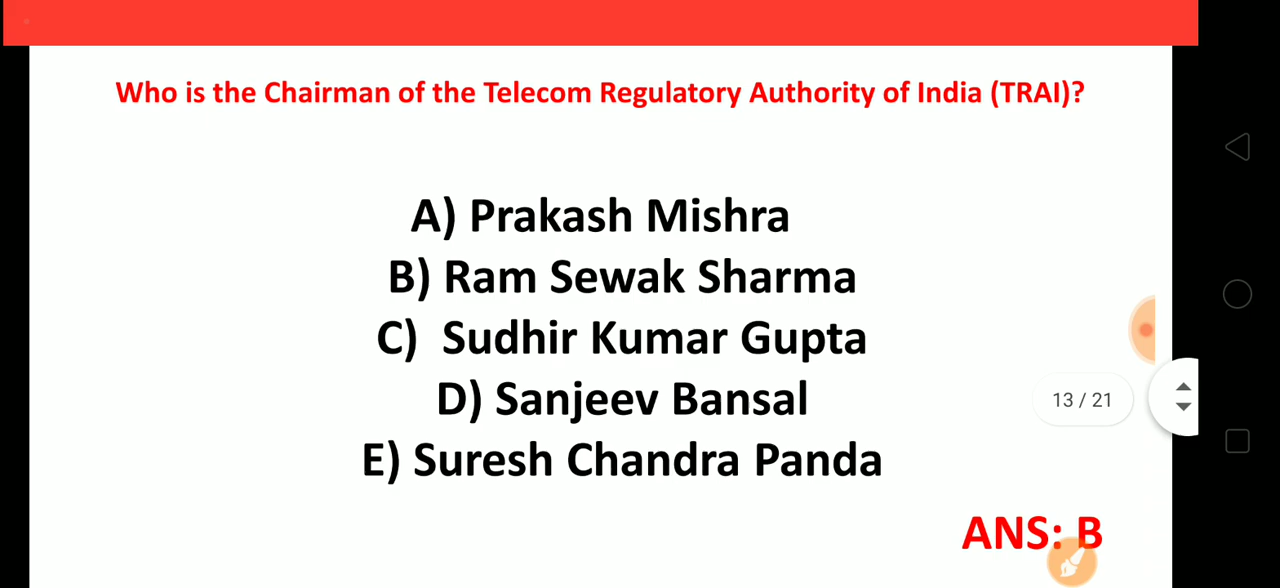 Who is the Chairman of the Telecom Regulatory Authority of India (TRAI)?
A) Prakash Mishra
B) Ram Sewak Sharma
C) Sudhir Kumar Gupta
D) Sanjeev Bansal
13 / 21
E) Suresh Chandra Panda
ANS: B